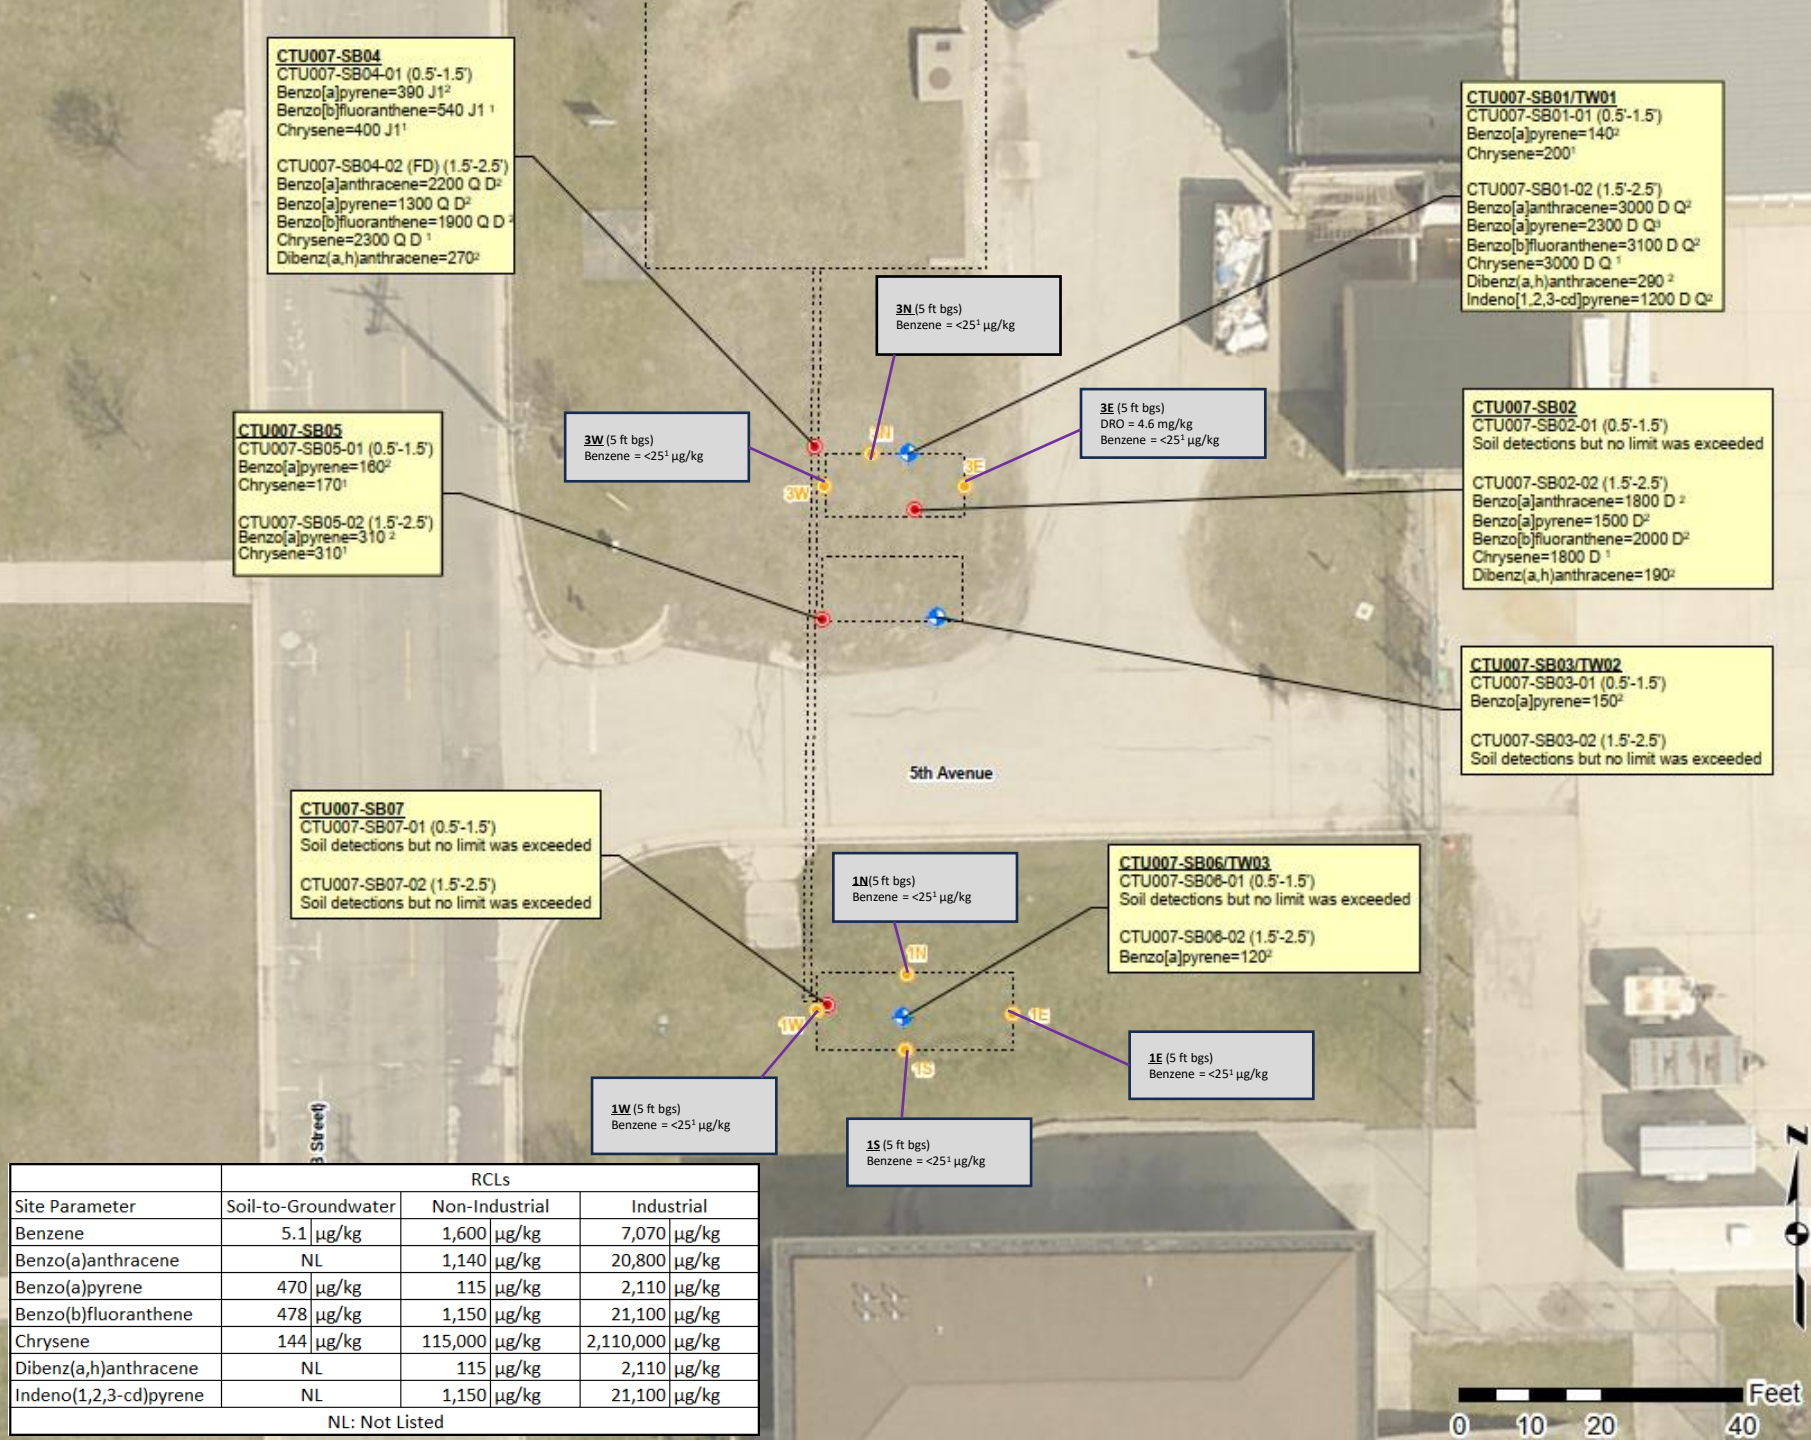 CTU007-SB04
CTU007-SB04-01 (0.5'-1.5')
Benzo[a]pyrene=390 J1²
Benzo[b]fluoranthene=540 J1 ¹
Chrysene=400 J1¹
CTU007-SB04-02 (FD) (1.5'-2.5')
Benzo[a]anthracene=2200 Q D²
Benzo[a]pyrene=1300 Q D²
Benzo[b]fluoranthene=1900 Q D ²
Chrysene=2300 Q D ¹
Dibenz(a,h)anthracene=270²
CTU007-SB01/TW01
CTU007-SB01-01 (0.5'-1.5')
Benzo[a]pyrene=140²
Chrysene=200¹
CTU007-SB01-02 (1.5'-2.5')
Benzo[a]anthracene=3000 D Q²
Benzo[a]pyrene=2300 D Q³
Benzo[b]fluoranthene=3100 D Q²
Chrysene=3000 D Q ¹
Dibenz(a,h)anthracene=290 ²
Indeno[1,2,3-cd]pyrene=1200 D Q²
3N (5 ft bgs)
Benzene = <25¹ µg/kg
3E (5 ft bgs)
DRO = 4.6 mg/kg
Benzene = <25¹ µg/kg
3W (5 ft bgs)
Benzene = <25¹ µg/kg
3E
3W
CTU007-SB02
CTU007-SB02-01 (0.5'-1.5')
Soil detections but no limit was exceeded
CTU007-SB02-02 (1.5'-2.5')
Benzo[a]anthracene=1800 D ²
Benzo[a]pyrene=1500 D²
Benzo[b]fluoranthene=2000 D²
Chrysene=1800 D ¹
Dibenz(a,h)anthracene=190²
CTU007-SB05
CTU007-SB05-01 (0.5'-1.5')
Benzo[a]pyrene=160²
Chrysene=170¹
CTU007-SB05-02 (1.5'-2.5')
Benzo[a]pyrene=310 ²
Chrysene=310¹
CTU007-SB03/TW02
CTU007-SB03-01 (0.5'-1.5')
Benzo[a]pyrene=150²
CTU007-SB03-02 (1.5'-2.5')
Soil detections but no limit was exceeded
5th Avenue
CTU007-SB07
CTU007-SB07-01 (0.5'-1.5')
Soil detections but no limit was exceeded
CTU007-SB07-02 (1.5'-2.5')
Soil detections but no limit was exceeded
1N(5 ft bgs)
Benzene = <25¹ µg/kg
CTU007-SB06/TW03
CTU007-SB06-01 (0.5'-1.5')
Soil detections but no limit was exceeded
CTU007-SB06-02 (1.5'-2.5')
Benzo[a]pyrene=120²
1N
1W
1E
1S
1E (5 ft bgs)
Benzene = <25¹ µg/kg
1W (5 ft bgs)
Benzene = <25¹ µg/kg
1S (5 ft bgs)
Benzene = <25¹ µg/kg
Street)
RCLs
Site Parameter Soil-to-Groundwater Non-Industrial Industrial
Benzene 5.1 µg/kg 1,600 µg/kg 7,070 µg/kg
Benzo(a)anthracene NL 1,140 µg/kg 20,800 µg/kg
Benzo(a)pyrene 470 µg/kg 115 µg/kg 2,110 µg/kg
Benzo(b)fluoranthene 478 µg/kg 1,150 µg/kg 21,100 µg/kg
Chrysene 144 µg/kg 115,000 µg/kg 2,110,000 µg/kg
Dibenz(a,h)anthracene NL 115 µg/kg 2,110 µg/kg
Indeno(1,2,3-cd)pyrene NL 1,150 µg/kg 21,100 µg/kg
NL: Not Listed
N
Feet
0 10 20 40